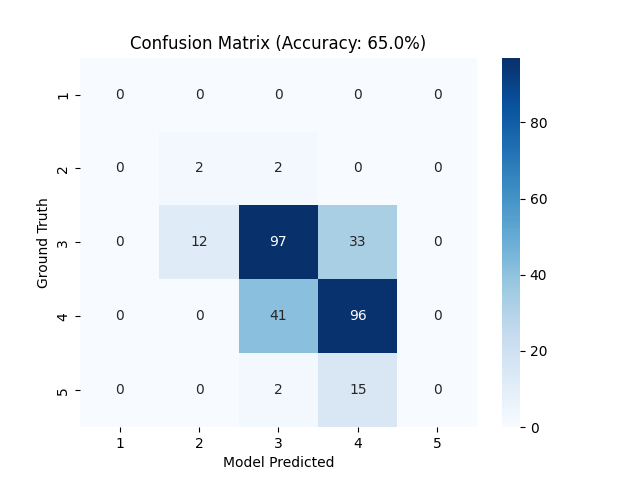 Confusion Matrix (Accuracy: 65.0%)
Ground Truth
1 0 0 0 0 0
2 0 2 2 0 0
3 0 12 97 33 0
4 0 0 41 96 0
5 0 0 2 15 0
1 2 3 4 5
Model Predicted
80
60
40
20
0